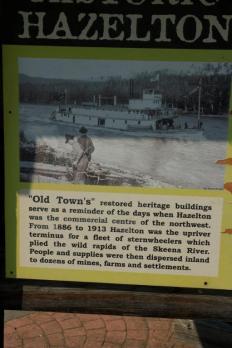 HISTORIC
HAZELTON
"Old Town's" restored heritage buildings
serve as a reminder of the days when Hazelton
was the commercial centre of the northwest.
From 1886 to 1913 Hazelton was the upriver
terminus for a fleet of sternwheelers which
plied the wild rapids of the Skeena River.
People and supplies were then dispersed inland
to dozens of mines, farms and settlements.